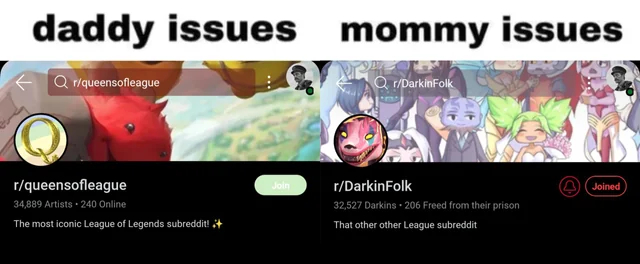 daddy issues
mommy issues
r/queensofleague
r/DarkinFolk
Q
r/queensofleague
Join
34,889 Artists • 240 Online
The most iconic League of Legends subreddit! ✨
r/DarkinFolk
Joined
32,527 Darkins • 206 Freed from their prison
That other other League subreddit